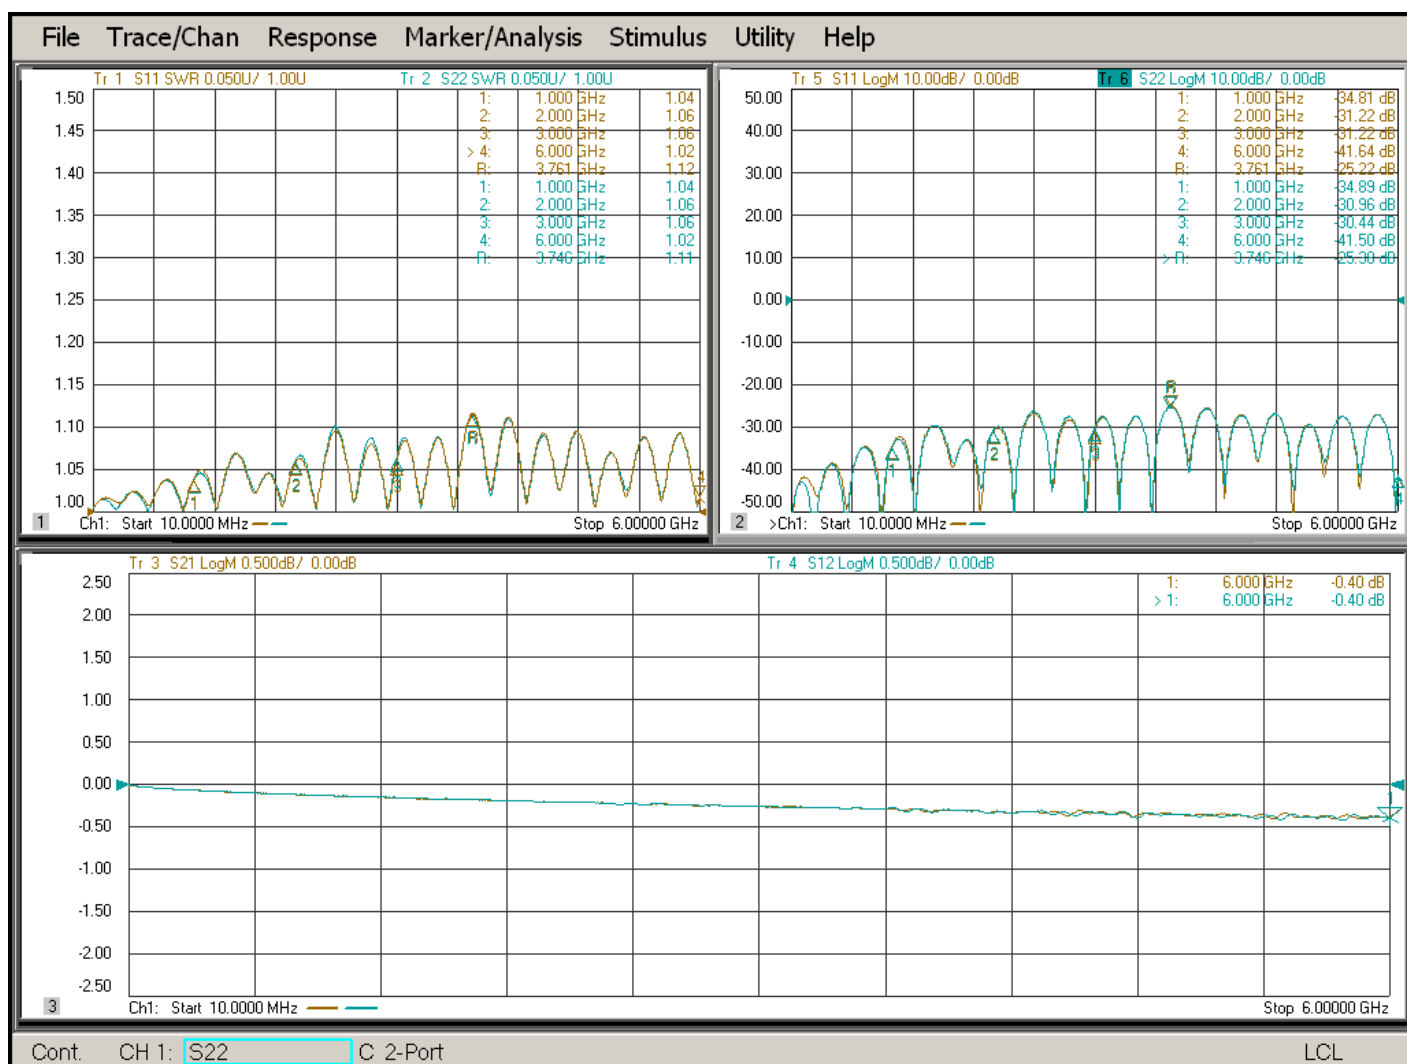 File Trace/Chan Response Marker/Analysis Stimulus Utility Help
Tr 1 S11 SWR 0.050U/ 1.00U Tr 2 S22 SWR 0.050U/ 1.00U
1.50
1.45
1.40
1.35
1.30
1.25
1.20
1.15
1.10
1.05
1.00
1: 1.000 GHz 1.04
2: 2.000 GHz 1.06
3: 3.000 GHz 1.06
> 4: 6.000 GHz 1.02
R: 3.761 GHz 1.12
1: 1.000 GHz 1.04
2: 2.000 GHz 1.06
3: 3.000 GHz 1.06
4: 6.000 GHz 1.02
R: 3.746 GHz 1.11
1 2 3 R 4
1 Ch1: Start 10.0000 MHz Stop 6.00000 GHz
Tr 5 S11 LogM 10.00dB/ 0.00dB Tr 6 S22 LogM 10.00dB/ 0.00dB
50.00
40.00
30.00
20.00
10.00
0.00
-10.00
-20.00
-30.00
-40.00
-50.00
1: 1.000 GHz -34.81 dB
2: 2.000 GHz -31.22 dB
3: 3.000 GHz -31.22 dB
4: 6.000 GHz -41.64 dB
R: 3.761 GHz -25.22 dB
1: 1.000 GHz -34.89 dB
2: 2.000 GHz -30.96 dB
3: 3.000 GHz -30.44 dB
4: 6.000 GHz -41.50 dB
> R: 3.746 GHz -25.30 dB
1 2 3 R 4
2 >Ch1: Start 10.0000 MHz Stop 6.00000 GHz
Tr 3 S21 LogM 0.500dB/ 0.00dB Tr 4 S12 LogM 0.500dB/ 0.00dB
2.50
2.00
1.50
1.00
0.50
0.00
-0.50
-1.00
-1.50
-2.00
-2.50
1: 6.000 GHz -0.40 dB
> 1: 6.000 GHz -0.40 dB
1
3 Ch1: Start 10.0000 MHz Stop 6.00000 GHz
Cont. CH 1: S22 C 2-Port LCL